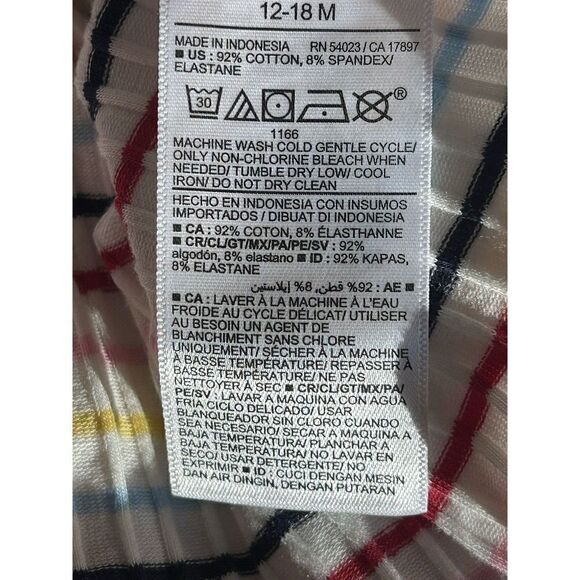 12-18 M
MADE IN INDONESIA RN 54023 / CA 17897
■ US : 92% COTTON, 8% SPANDEX/
ELASTANE
30 ®
1166
MACHINE WASH COLD GENTLE CYCLE/
ONLY NON-CHLORINE BLEACH WHEN
NEEDED/ TUMBLE DRY LOW/ COOL
IRON/ DO NOT DRY CLEAN
HECHO EN INDONESIA CON INSUMOS
IMPORTADOS / DIBUAT DI INDONESIA
■ CA : 92% COTON, 8% ÉLASTHANNE
■ CR/CL/GT/MX/PA/PE/SV : 92%
algodón, 8% elastano ■ ID : 92% KAPAS,
8% ELASTANE
■ AE : 92% قطن, 8% إيلاستين
■ CA : LAVER À LA MACHINE À L'EAU
FROIDE AU CYCLE DÉLICAT/ UTILISER
AU BESOIN UN AGENT DE
BLANCHIMENT SANS CHLORE
UNIQUEMENT/ SÉCHER À LA MACHINE
À BASSE TEMPÉRATURE/ REPASSER À
BASSE TEMPÉRATURE/ NE PAS
NETTOYER À SEC ■ CR/CL/GT/MX/PA/
PE/SV : LAVAR A MAQUINA CON AGUA
FRIA CICLO DELICADO/ USAR
BLANQUEADOR SIN CLORO CUANDO
SEA NECESARIO/ SECAR A MAQUINA A
BAJA TEMPERATURA/ PLANCHAR A
BAJA TEMPERATURA/ NO LAVAR EN
SECO/ USAR DETERGENTE/ NO
EXPRIMIR ■ ID : CUCI DENGAN MESIN
DAN AIR DINGIN, DENGAN PUTARAN